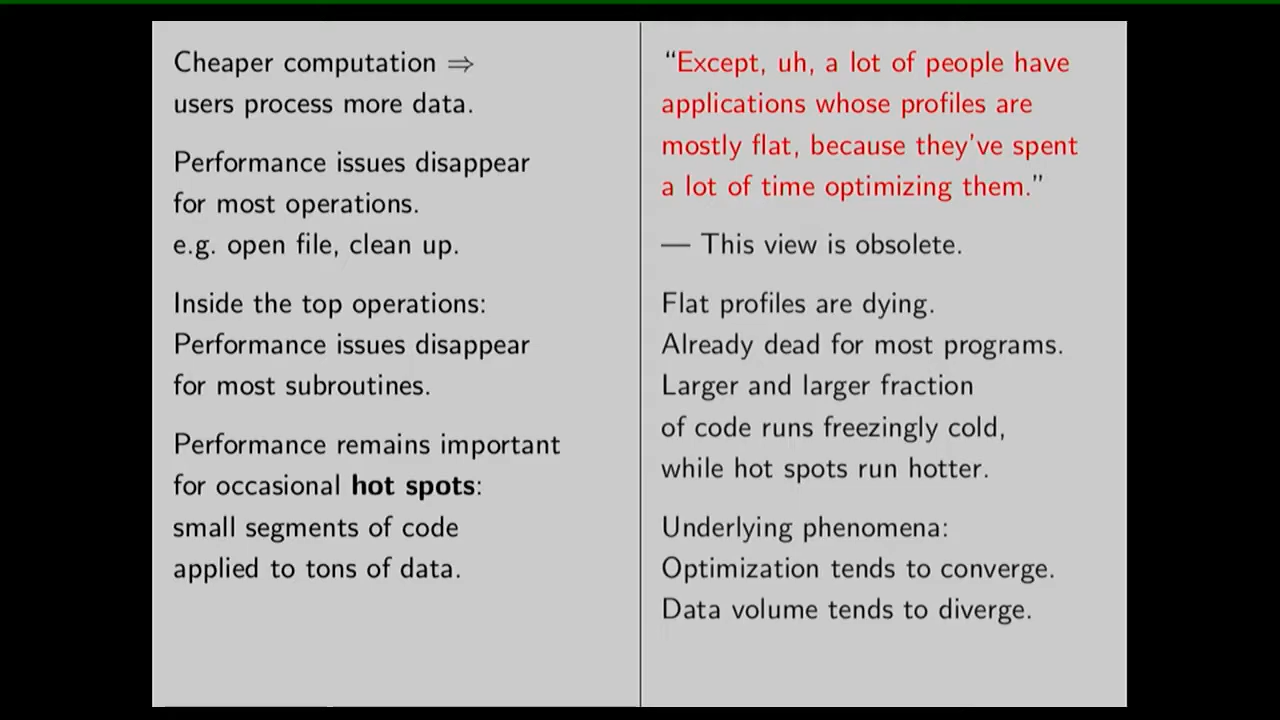 Cheaper computation ⇒
users process more data.
Performance issues disappear
for most operations.
e.g. open file, clean up.
Inside the top operations:
Performance issues disappear
for most subroutines.
Performance remains important
for occasional hot spots:
small segments of code
applied to tons of data.
“Except, uh, a lot of people have
applications whose profiles are
mostly flat, because they’ve spent
a lot of time optimizing them.”
— This view is obsolete.
Flat profiles are dying.
Already dead for most programs.
Larger and larger fraction
of code runs freezingly cold,
while hot spots run hotter.
Underlying phenomena:
Optimization tends to converge.
Data volume tends to diverge.